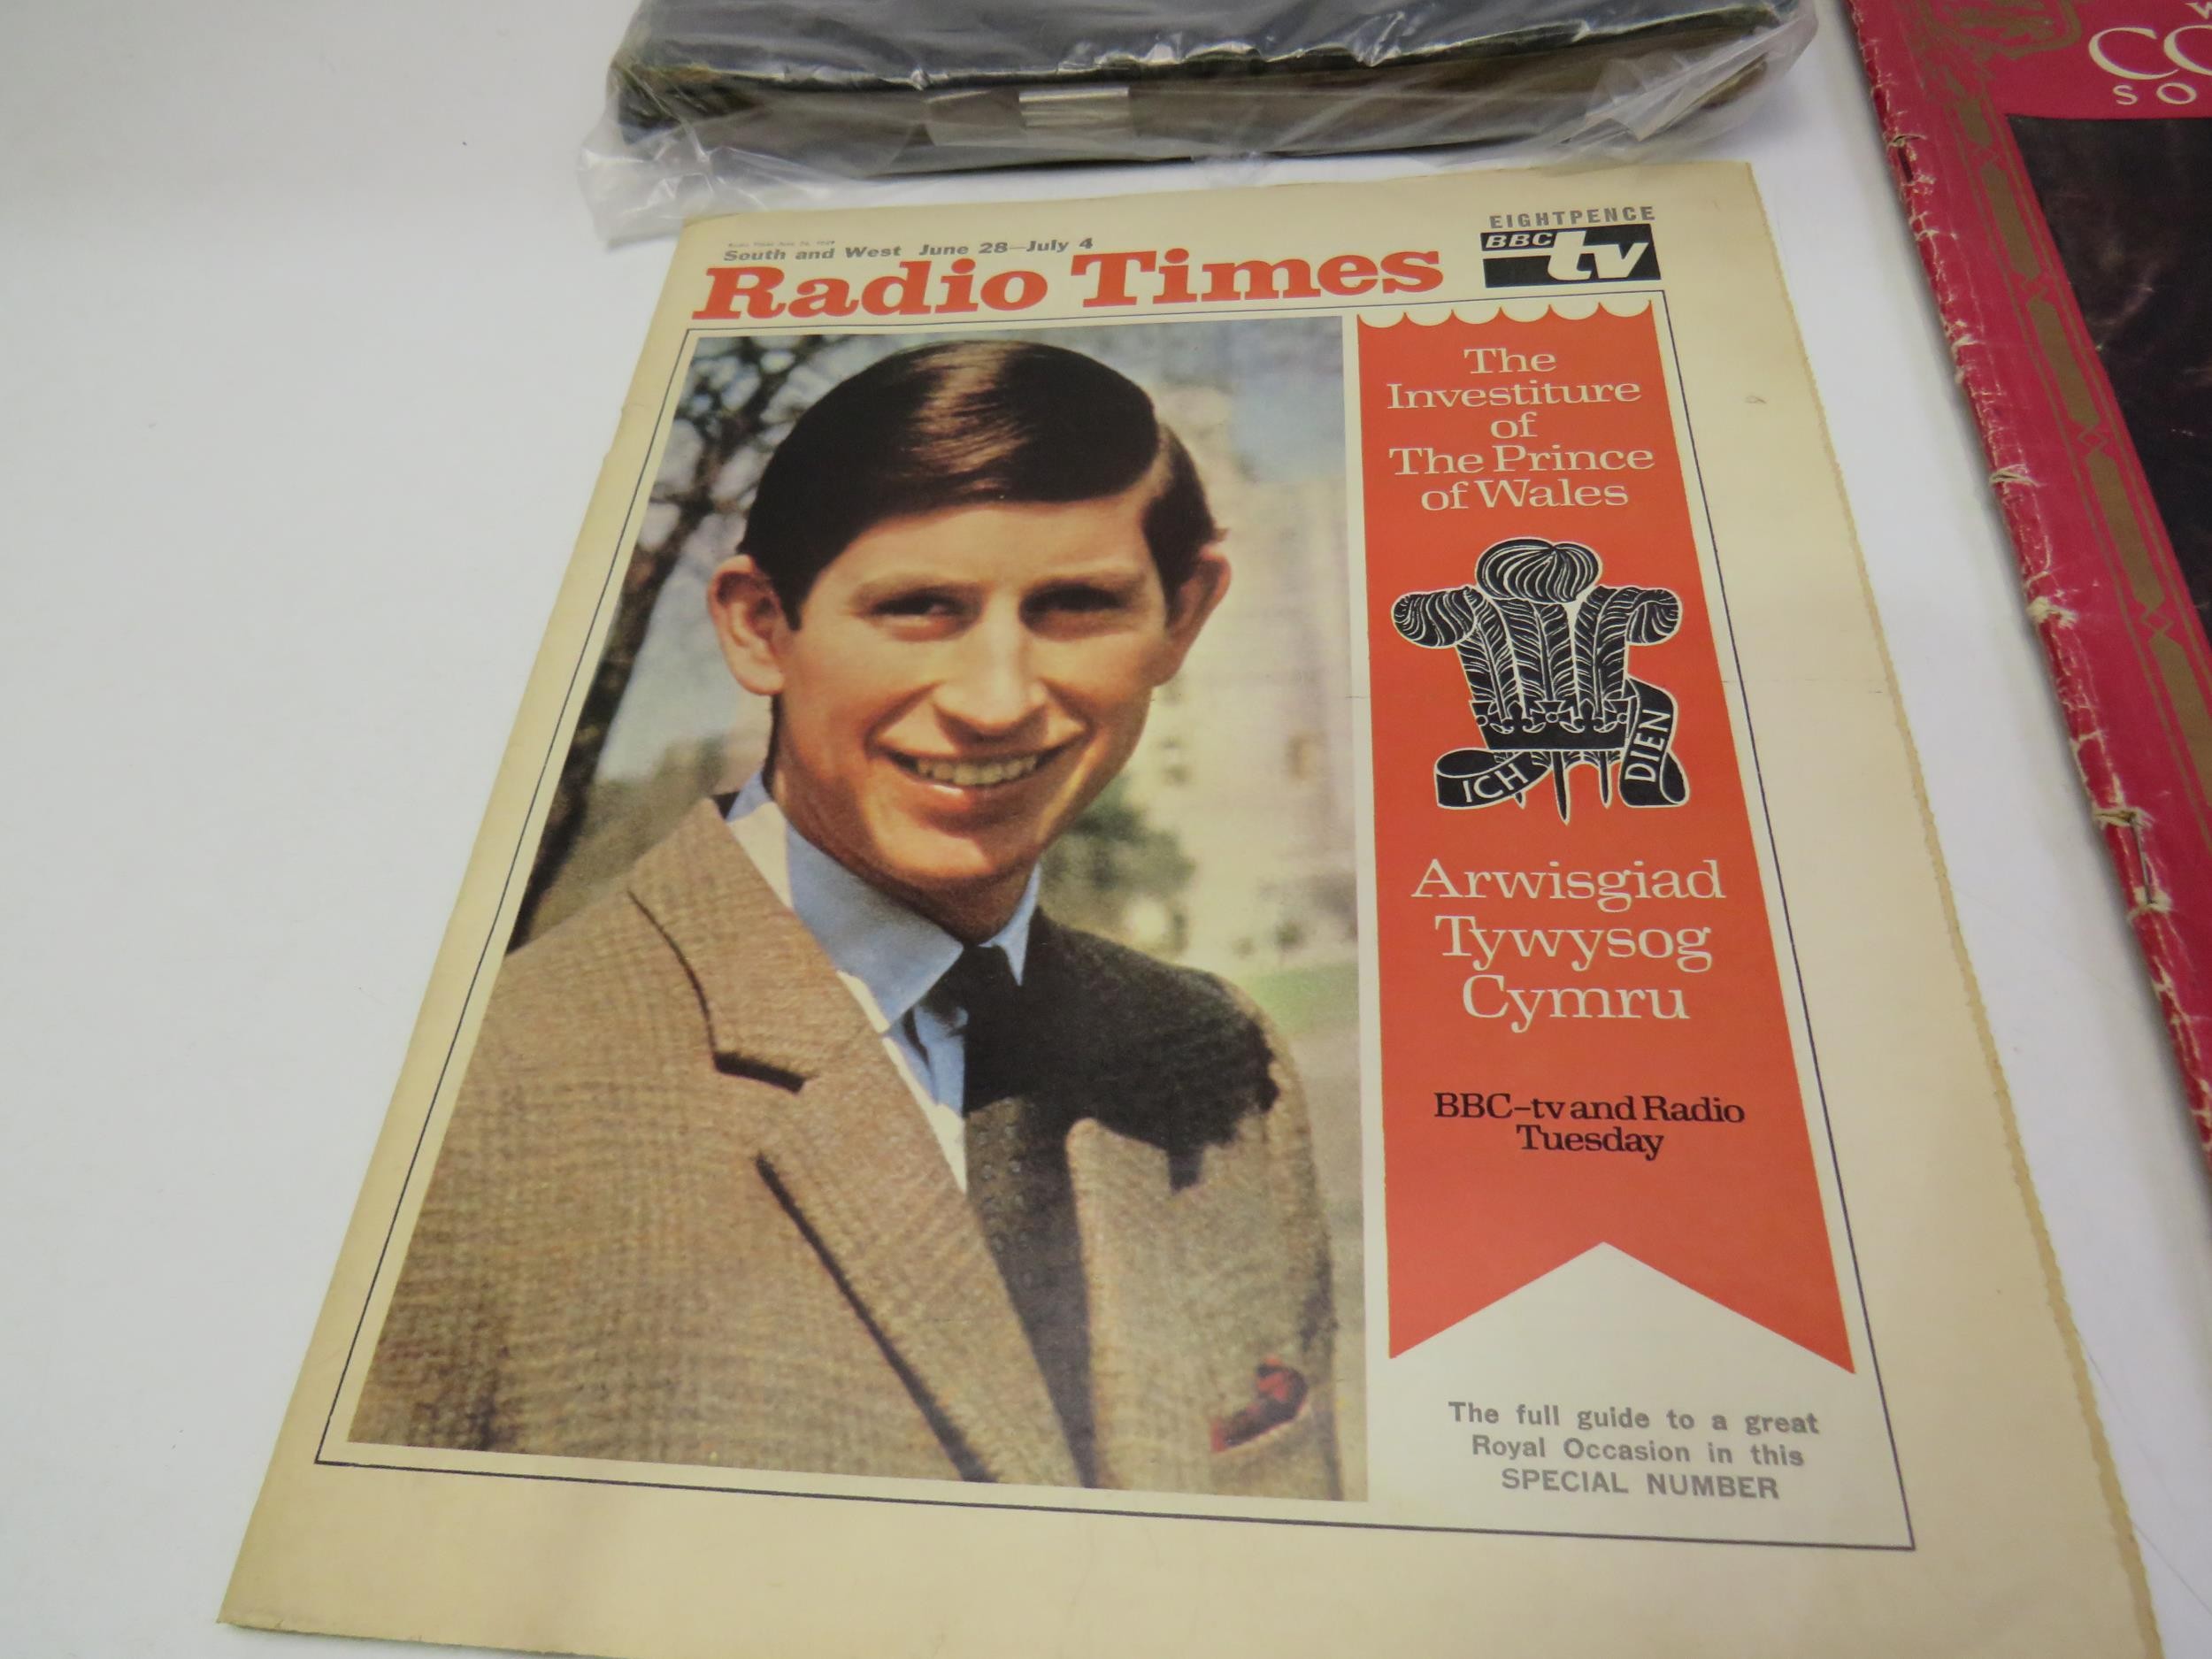 EIGHTPENCE
South and West June 28—July 4
Radio Times
BBC tv
The
Investiture
of
The Prince
of Wales
ICH DIEN
Arwisgiad
Tywysog
Cymru
BBC-tv and Radio
Tuesday
The full guide to a great
Royal Occasion in this
SPECIAL NUMBER